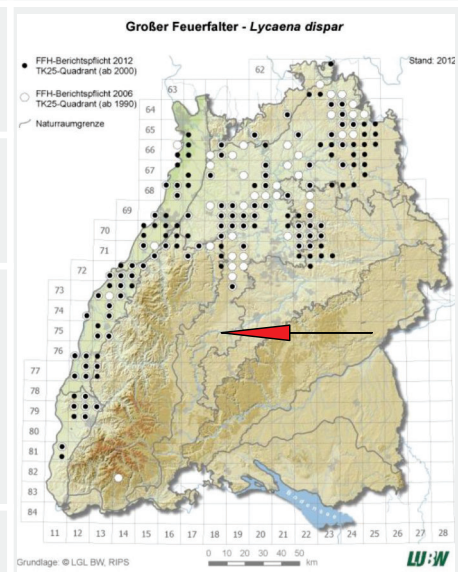 Großer Feuerfalter - Lycaena dispar
FFH-Berichtspflicht 2012
TK25-Quadrant (ab 2000)
FFH-Berichtspflicht 2006
TK25-Quadrant (ab 1990)
Naturraumgrenze
Stand: 2012
62
63
64
65
66
67
68
69
70
71
72
73
74
75
76
77
78
79
80
81
82
83
84
11 12 13 14 15 16 17 18 19 20 21 22 23 24 25 26 27 28
Grundlage: © LGL BW, RIPS
0 10 20 30 40 50
km
LUBW